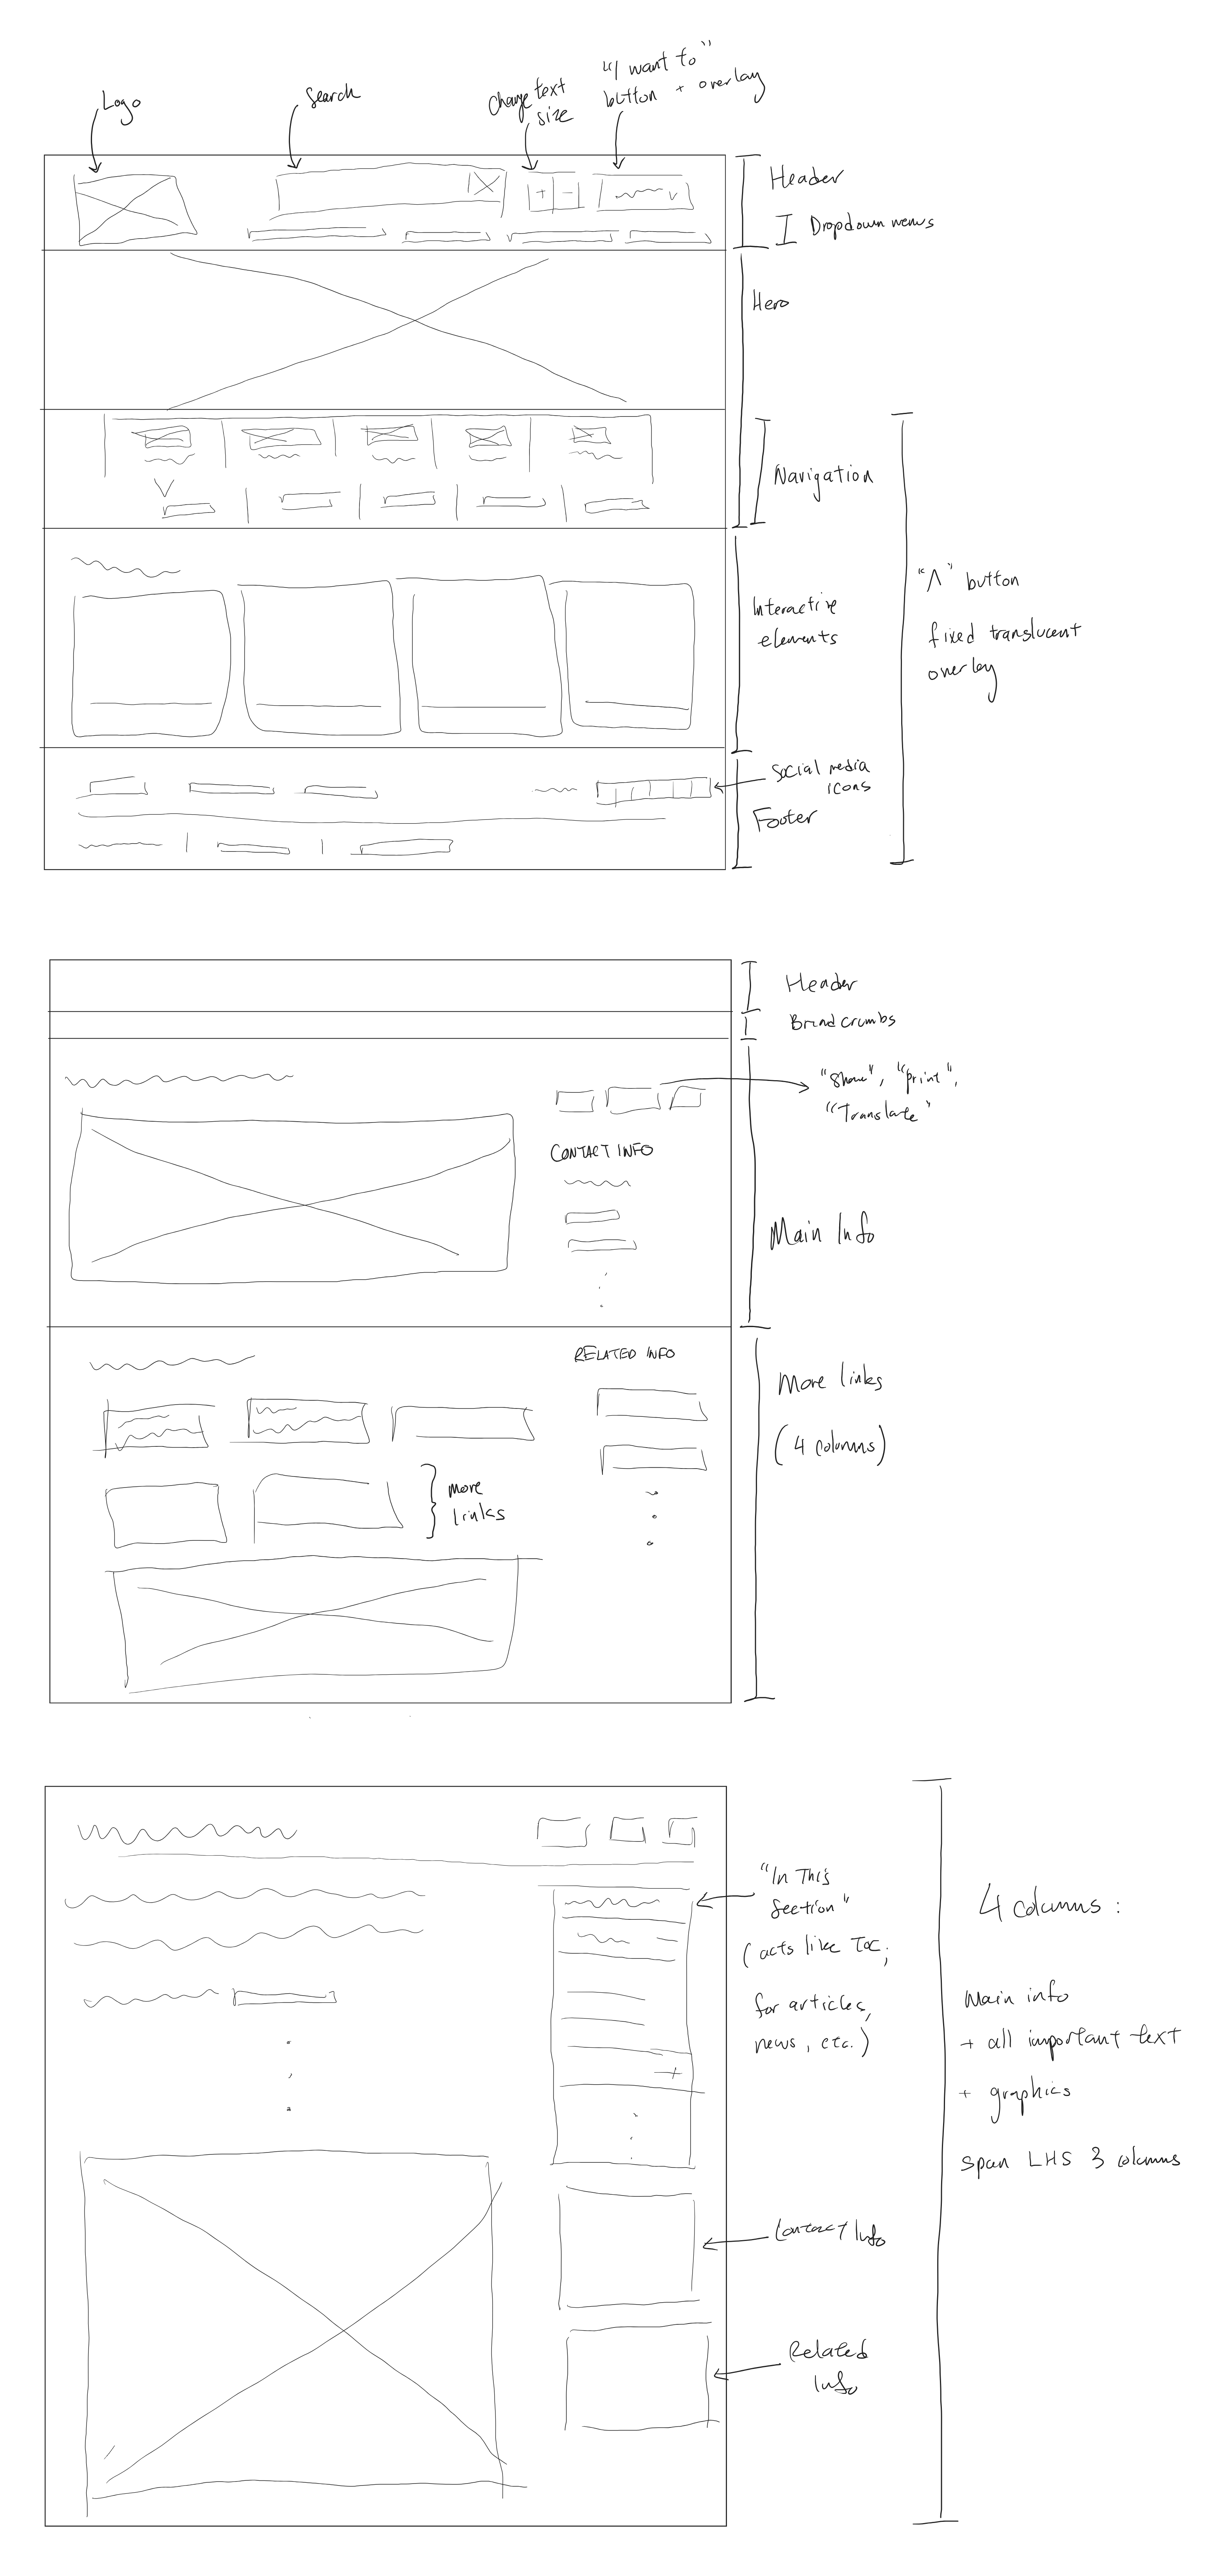 Logo
Search
Change text
size
"I want to"
button + overlay
+ -
Header
Dropdown menus
Hero
Navigation
"Λ" button
fixed translucent
overlay
Interactive
elements
Social media
icons
Footer
Header
Breadcrumbs
"Share", "print",
"Translate"
CONTACT INFO
Main Info
RELATED INFO
More links
(4 columns)
More
links
"In This
Section"
(acts like ToC,
for articles,
news, etc.)
4 columns:
Main info
+ all important text
+ graphics
span LHS 3 columns
Contact Info
Related
Info